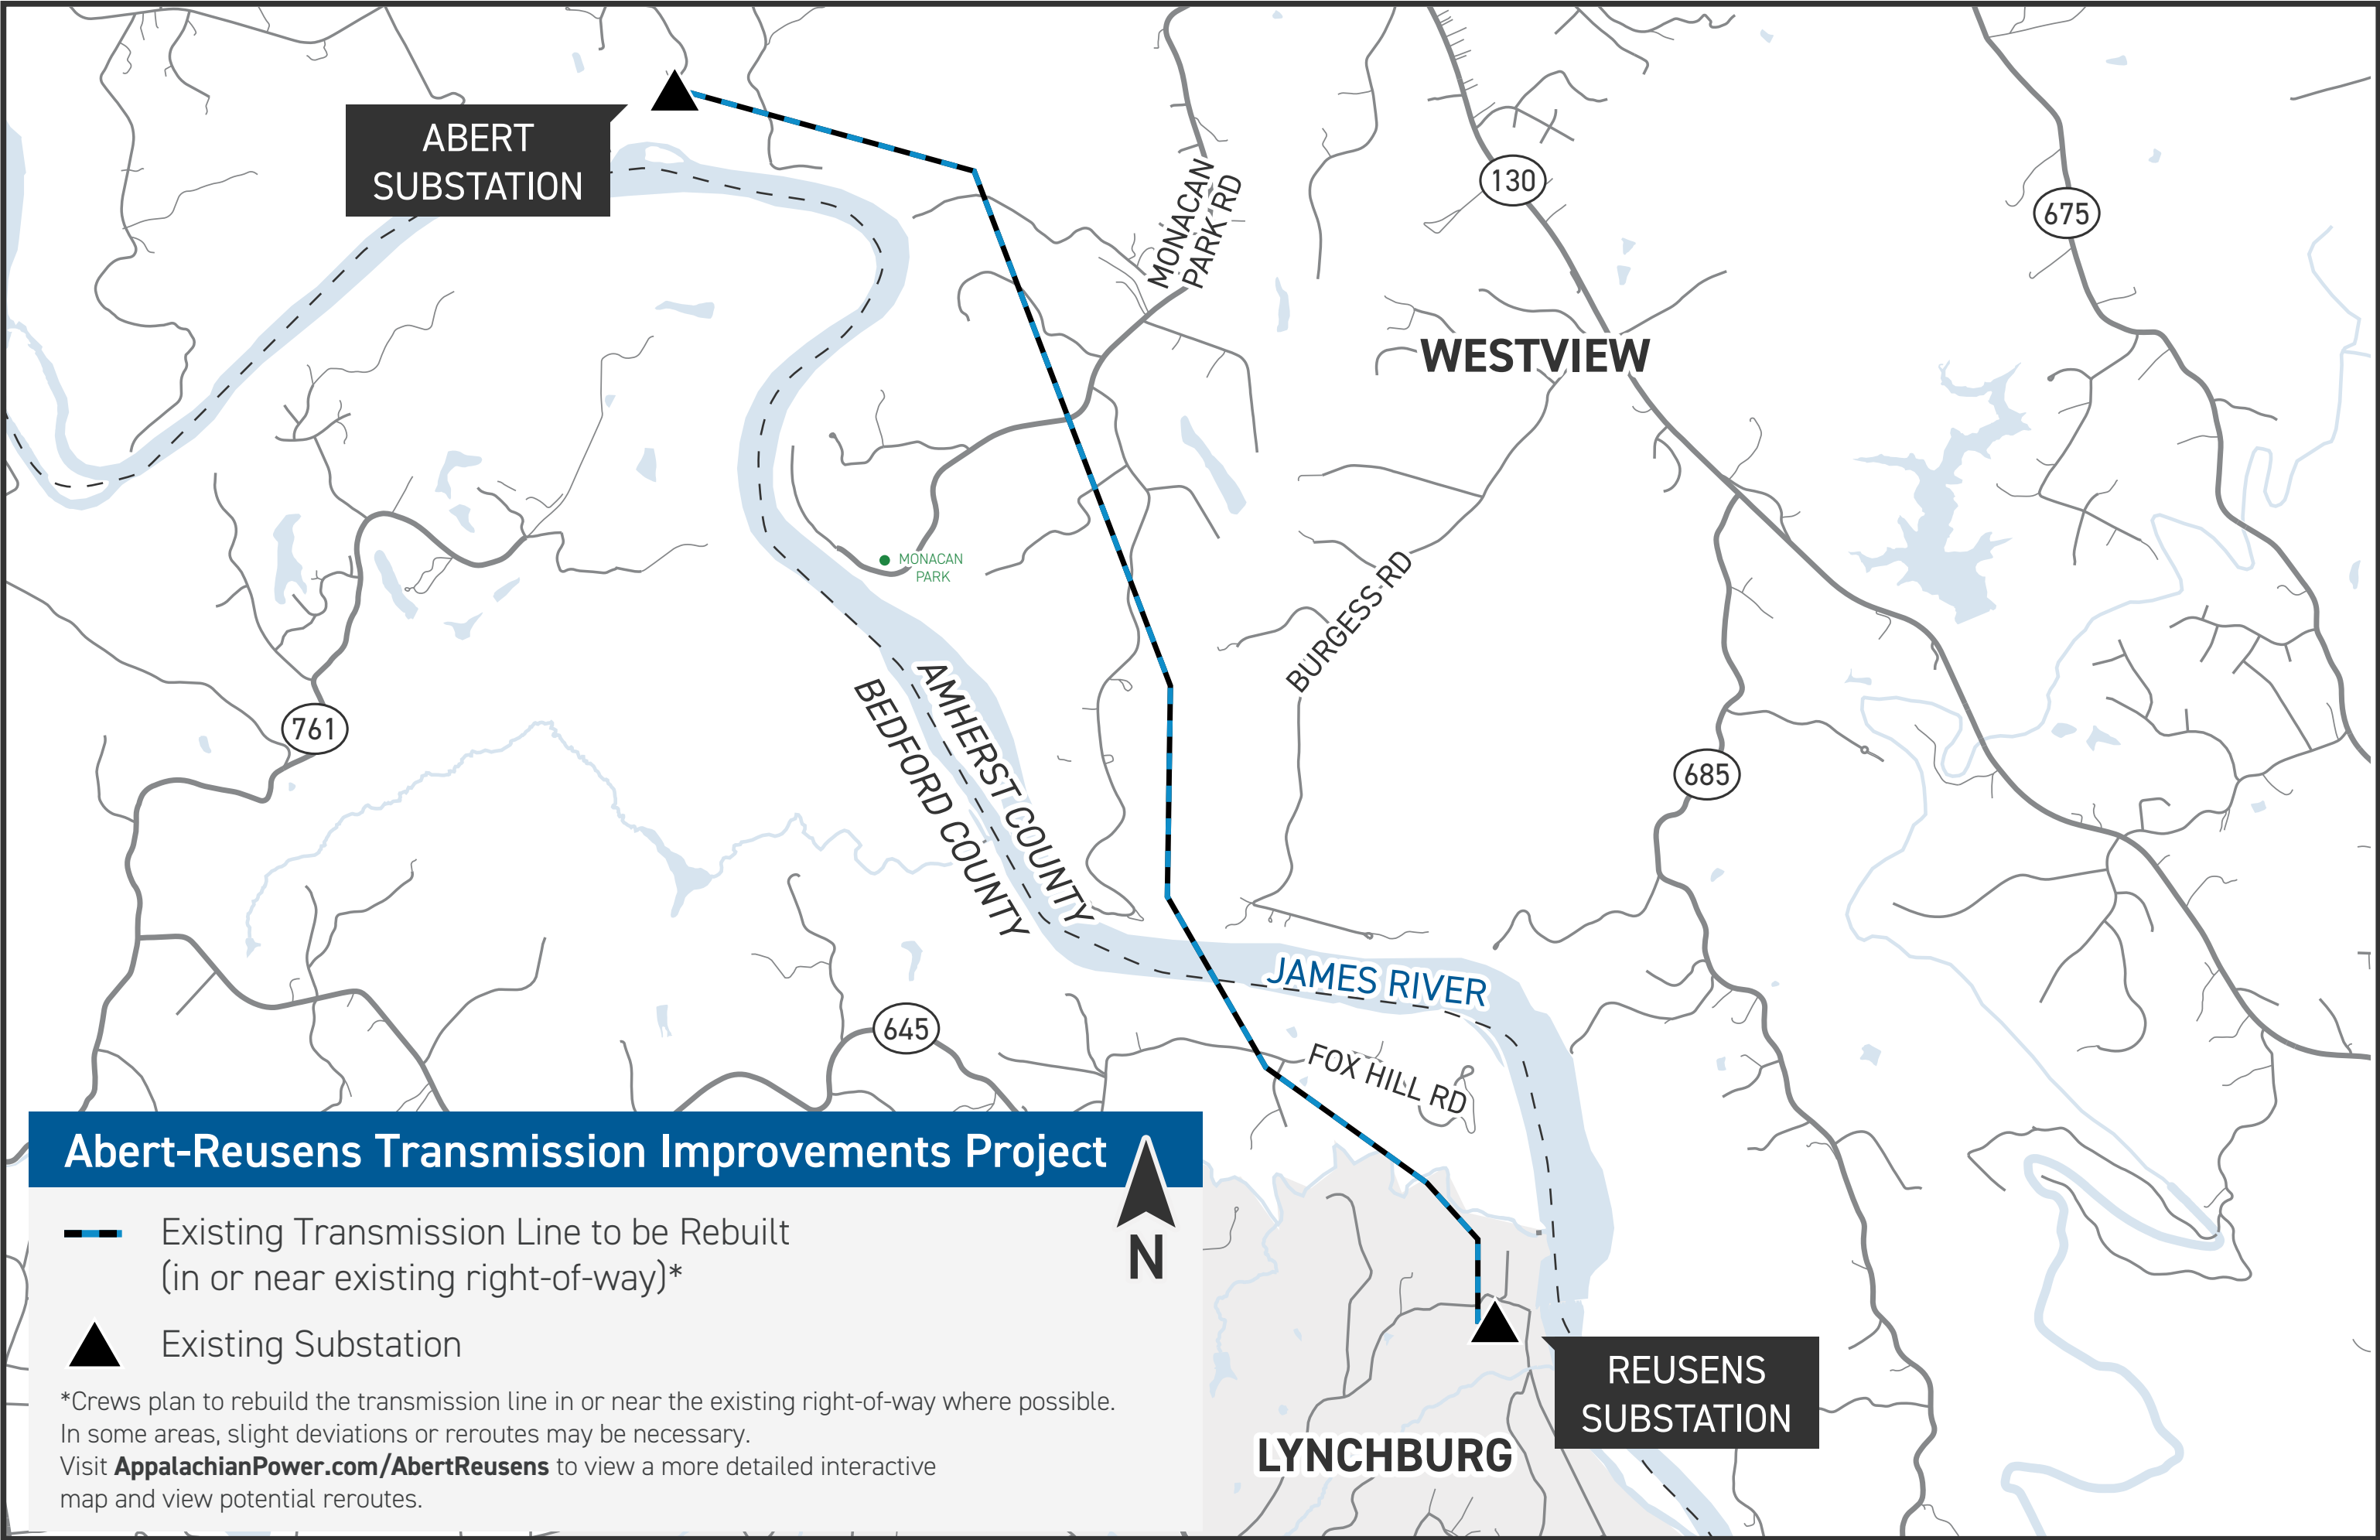 ABERT
SUBSTATION
MONACAN
PARK RD
130
675
WESTVIEW
MONACAN
PARK
BURGESS RD
761
AMHERST COUNTY
BEDFORD COUNTY
685
JAMES RIVER
645
FOX HILL RD
Abert-Reusens Transmission Improvements Project
N
Existing Transmission Line to be Rebuilt
(in or near existing right-of-way)*
Existing Substation
*Crews plan to rebuild the transmission line in or near the existing right-of-way where possible.
In some areas, slight deviations or reroutes may be necessary.
Visit AppalachianPower.com/AbertReusens to view a more detailed interactive
map and view potential reroutes.
REUSENS
SUBSTATION
LYNCHBURG